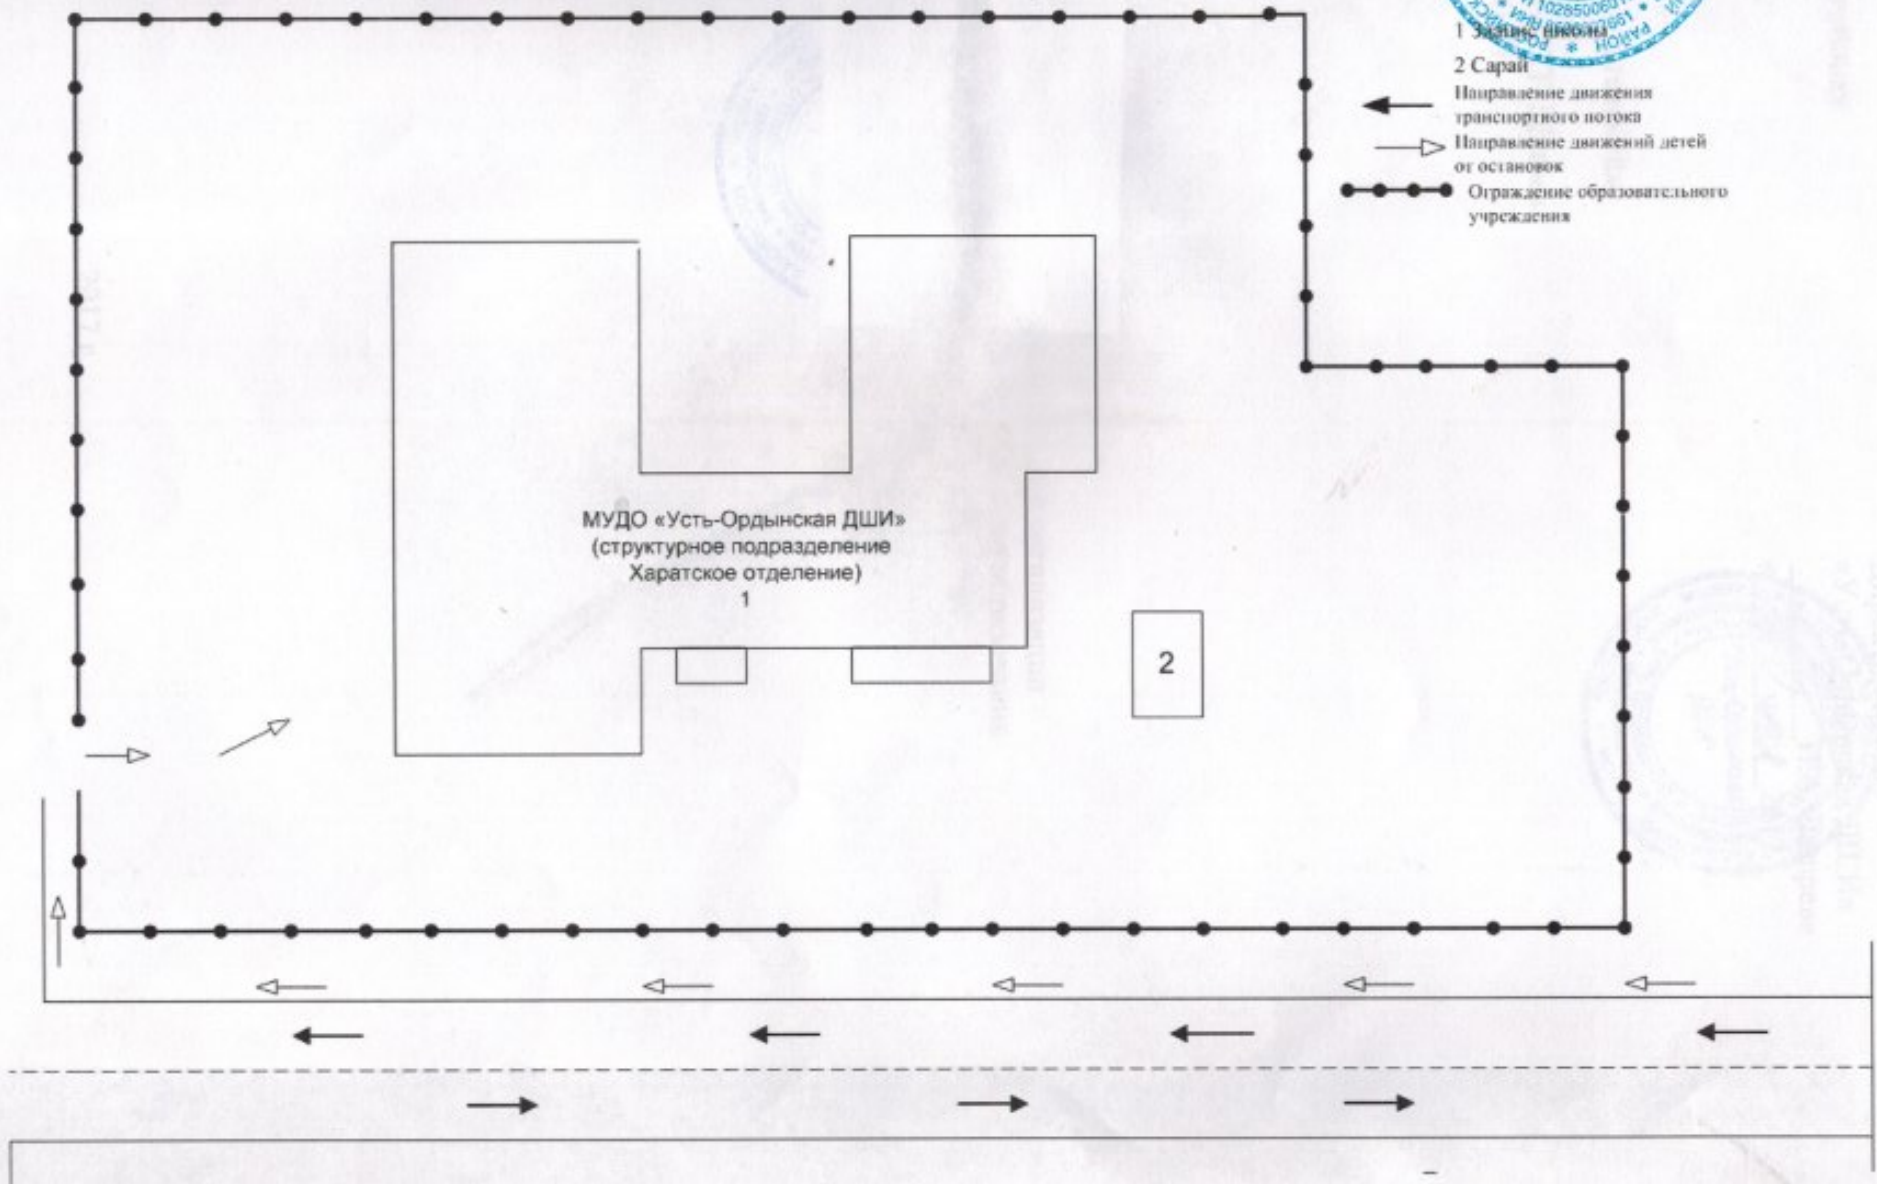 1 Здание школы
2 Сарай
Направление движения
транспортного потока
Направление движений детей
от остановок
Ограждение образовательного
учреждения
МУДО «Усть-Ордынская ДШИ»
(структурное подразделение
Харатское отделение)
1
2
РАЙОН